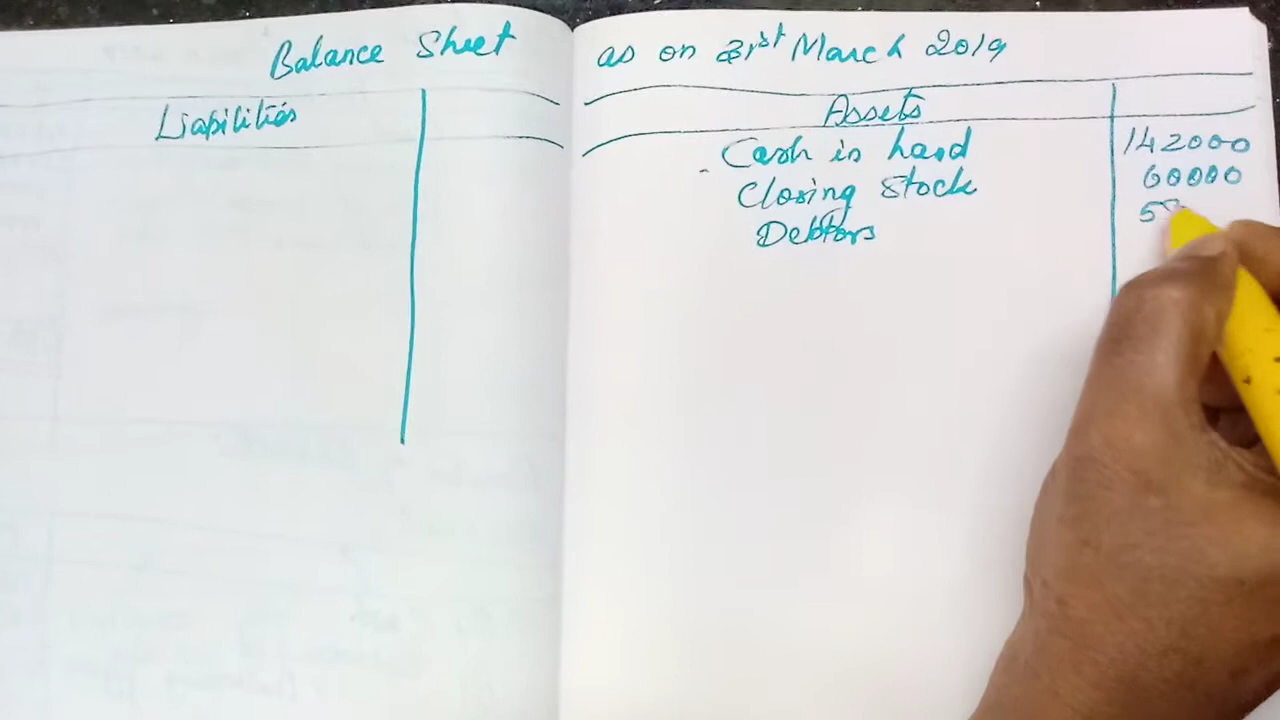 Balance Sheet as on 31st March 2019
Liabilities
Assets
Cash in hand 142000
Closing Stock 60000
Debtors